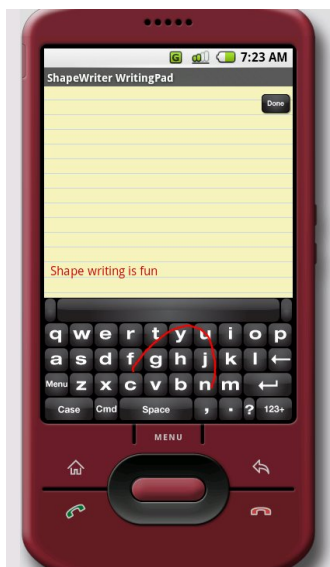 G 7:23 AM
ShapeWriter WritingPad
Done
Shape writing is fun
q w e r t y u i o p
a s d f g h j k l ←
Menu z x c v b n m ↵
Case Cmd Space , . ? 123+
MENU